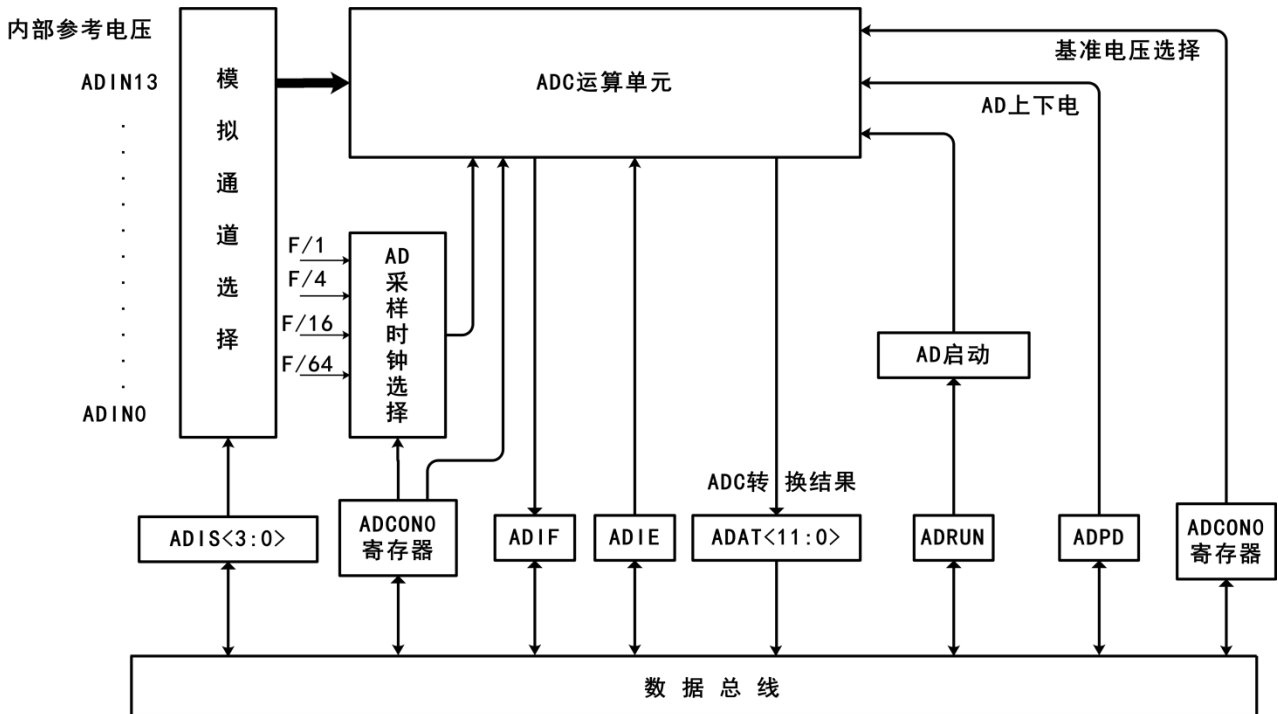 内部参考电压
ADIN13
ADIN0
模拟通道选择
ADC运算单元
基准电压选择
AD上下电
F/1
F/4
F/16
F/64
AD采样时钟选择
AD启动
ADC转 换结果
ADIS<3:0>
ADCON0
寄存器
ADIF
ADIE
ADAT<11:0>
ADRUN
ADPD
ADCON0
寄存器
数 据 总 线